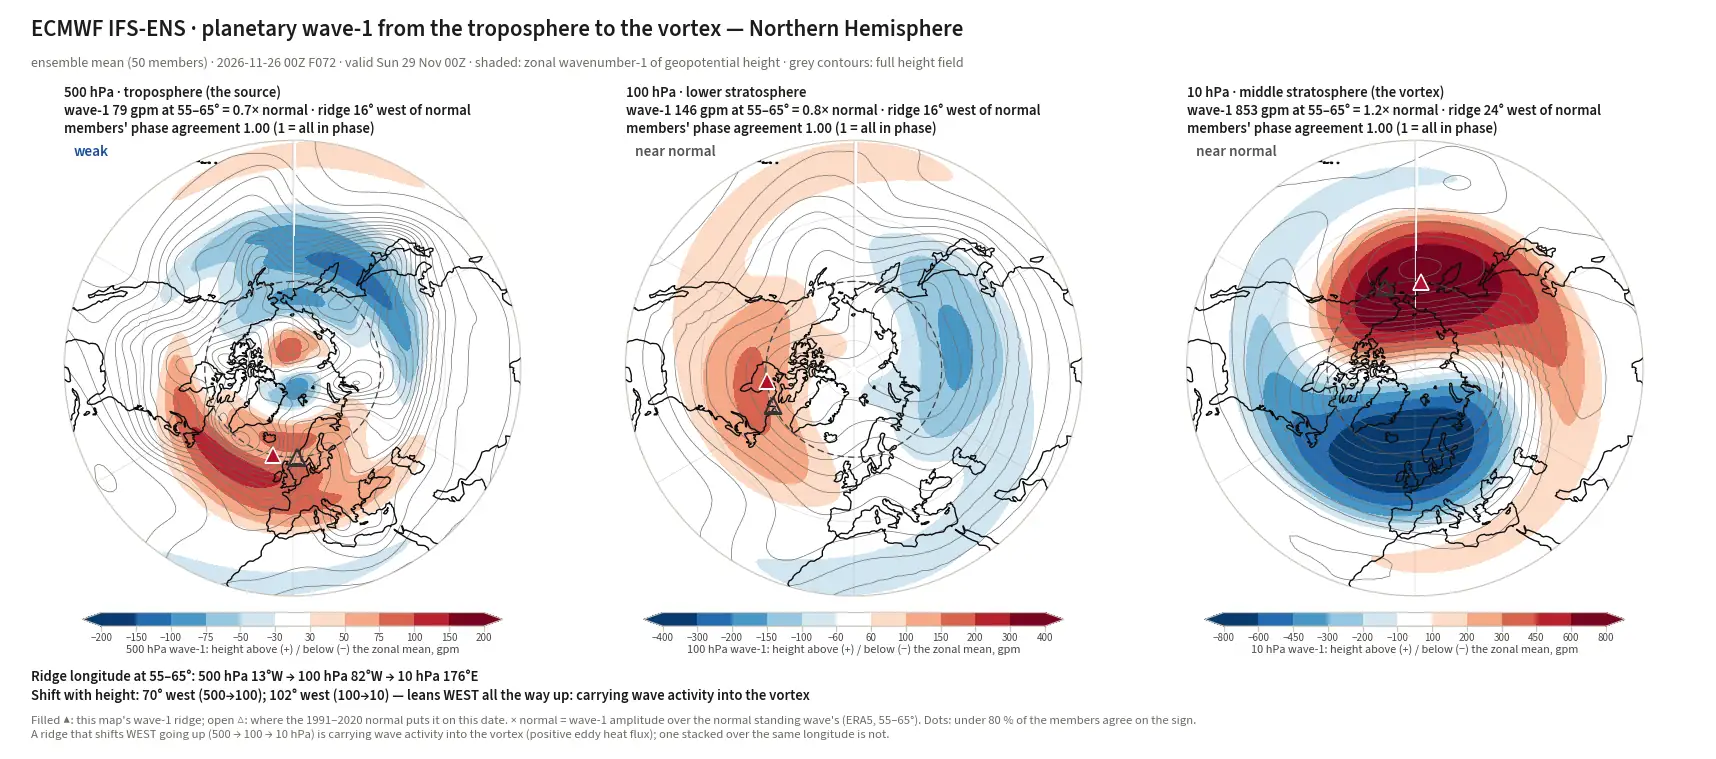 ECMWF IFS-ENS · planetary wave-1 from the troposphere to the vortex — Northern Hemisphere
ensemble mean (50 members) · 2026-11-26 00Z F072 · valid Sun 29 Nov 00Z · shaded: zonal wavenumber-1 of geopotential height · grey contours: full height field
500 hPa · troposphere (the source)
wave-1 79 gpm at 55–65° = 0.7× normal · ridge 16° west of normal
members' phase agreement 1.00 (1 = all in phase)
weak
100 hPa · lower stratosphere
wave-1 146 gpm at 55–65° = 0.8× normal · ridge 16° west of normal
members' phase agreement 1.00 (1 = all in phase)
near normal
10 hPa · middle stratosphere (the vortex)
wave-1 853 gpm at 55–65° = 1.2× normal · ridge 24° west of normal
members' phase agreement 1.00 (1 = all in phase)
near normal
−200 −150 −100 −75 −50 −30 30 50 75 100 150 200
500 hPa wave-1: height above (+) / below (−) the zonal mean, gpm
−400 −300 −200 −150 −100 −60 60 100 150 200 300 400
100 hPa wave-1: height above (+) / below (−) the zonal mean, gpm
−800 −600 −450 −300 −200 −100 100 200 300 450 600 800
10 hPa wave-1: height above (+) / below (−) the zonal mean, gpm
Ridge longitude at 55–65°: 500 hPa 13°W → 100 hPa 82°W → 10 hPa 176°E
Shift with height: 70° west (500→100); 102° west (100→10) — leans WEST all the way up: carrying wave activity into the vortex
Filled ▲: this map's wave-1 ridge; open △: where the 1991–2020 normal puts it on this date. × normal = wave-1 amplitude over the normal standing wave's (ERA5, 55–65°). Dots: under 80 % of the members agree on the sign.
A ridge that shifts WEST going up (500 → 100 → 10 hPa) is carrying wave activity into the vortex (positive eddy heat flux); one stacked over the same longitude is not.